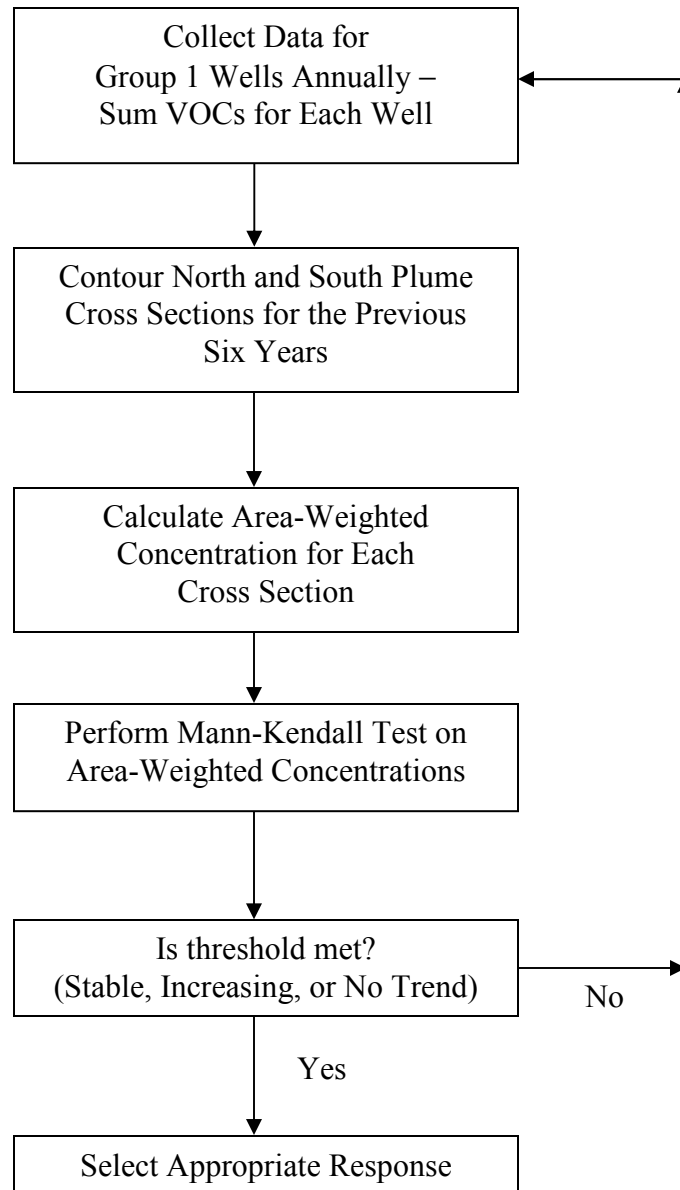 Collect Data for
Group 1 Wells Annually –
Sum VOCs for Each Well
Contour North and South Plume
Cross Sections for the Previous
Six Years
Calculate Area-Weighted
Concentration for Each
Cross Section
Perform Mann-Kendall Test on
Area-Weighted Concentrations
Is threshold met?
(Stable, Increasing, or No Trend)
No
Yes
Select Appropriate Response